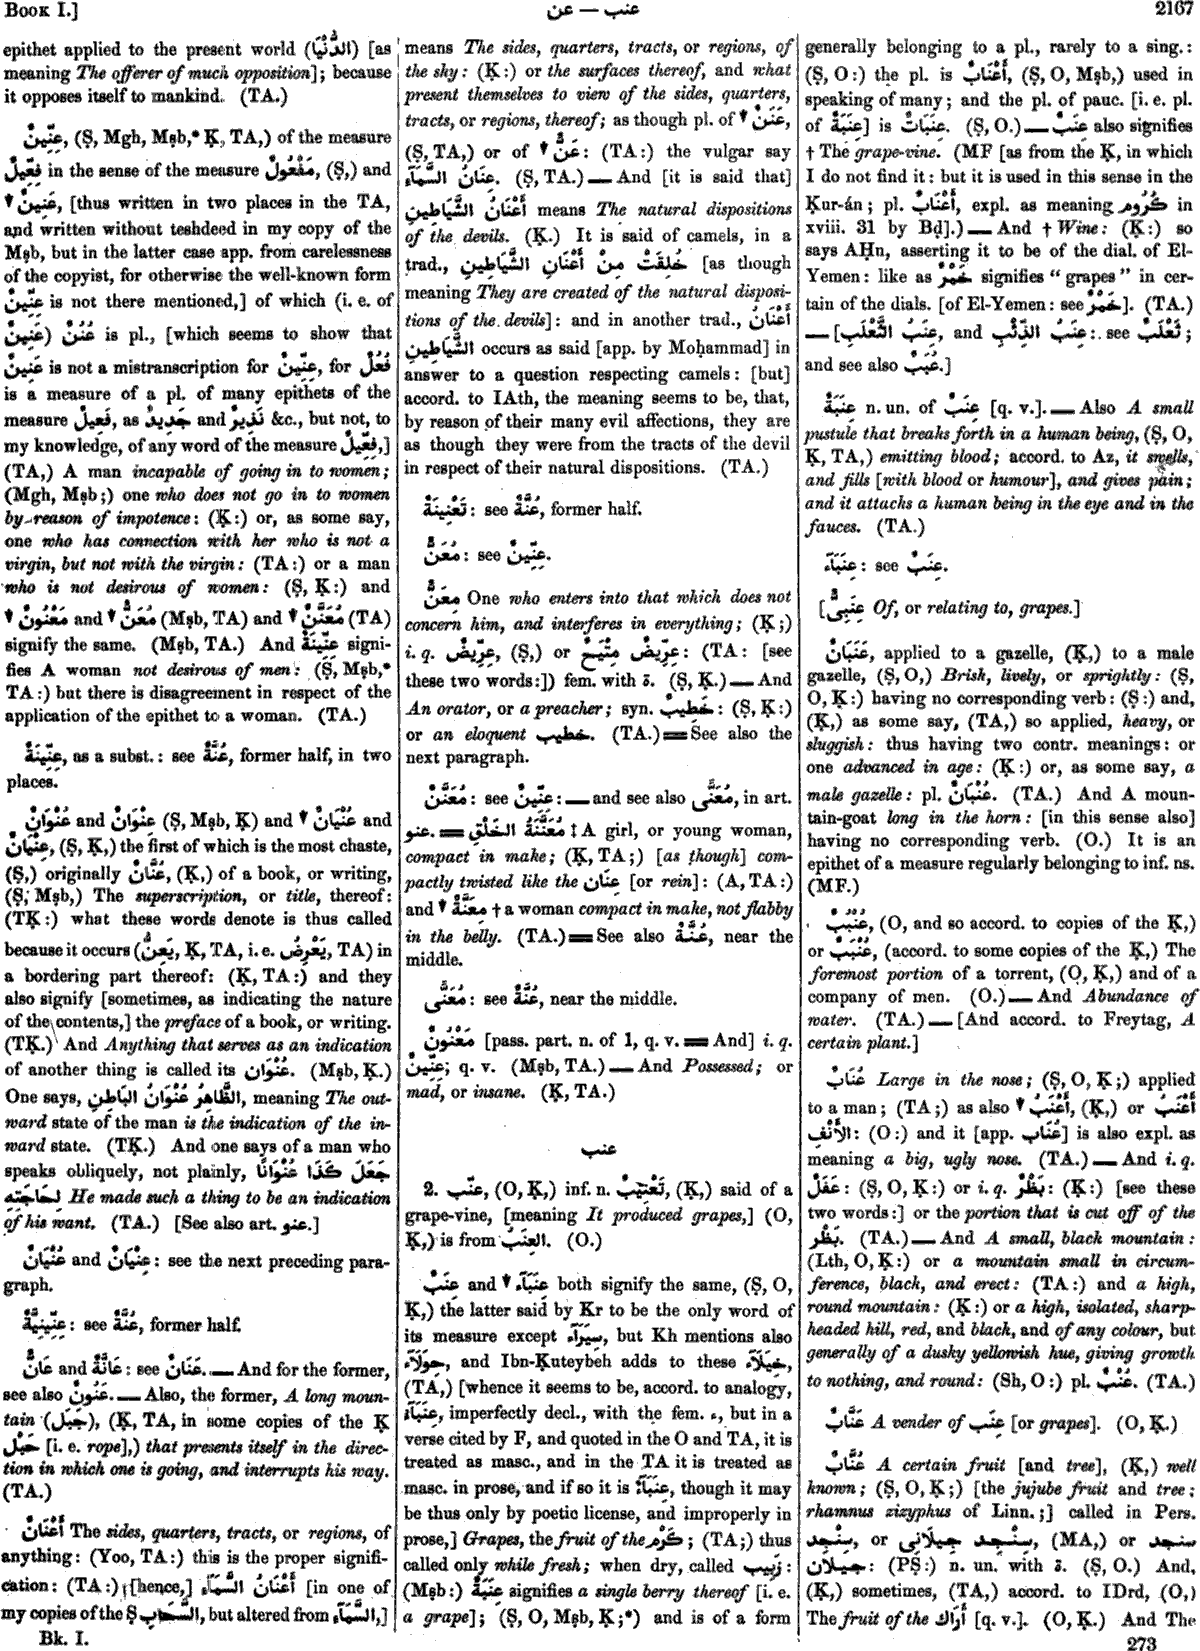 BOOK I.]
عنب — عن
2167
epithet applied to the present world (الدُّنْيَا) [as
meaning The offerer of much opposition]; because
it opposes itself to mankind. (TA.)
عِنِّينٌ, (Ṣ, Mgh, Mṣb,* Ḳ, TA,) of the measure
فِعِّيلٌ in the sense of the measure مَفْعُولٌ, (Ṣ,) and
▼ عَنِينٌ, [thus written in two places in the TA,
and written without teshdeed in my copy of the
Mṣb, but in the latter case app. from carelessness
of the copyist, for otherwise the well-known form
عِنِّينٌ is not there mentioned,] of which (i. e. of
عَنِينٌ) عُنُنٌ is pl., [which seems to show that
عَنِينٌ is not a mistranscription for عِنِّينٌ, for فُعُلٌ
is a measure of a pl. of many epithets of the
measure فَعِيلٌ, as جَدِيدٌ and نَذِيرٌ &c., but not, to
my knowledge, of any word of the measure فِعِّيلٌ,]
(TA,) A man incapable of going in to women;
(Mgh, Mṣb;) one who does not go in to women
by reason of impotence: (Ḳ:) or, as some say,
one who has connection with her who is not a
virgin, but not with the virgin: (TA:) or a man
who is not desirous of women: (Ṣ, Ḳ:) and
▼ مَعْنُونٌ and ▼ مُعَنٌّ (Mṣb, TA) and ▼ مُعَنَّنٌ (TA)
signify the same. (Mṣb, TA.) And عِنِّينَةٌ signi-
fies A woman not desirous of men: (Ṣ, Mṣb,*
TA:) but there is disagreement in respect of the
application of the epithet to a woman. (TA.)
عِنِّينَةٌ, as a subst.: see عُنَّةٌ, former half, in two
places.
عُنْوَانٌ and عِنْوَانٌ (Ṣ, Mṣb, Ḳ) and ▼ عُنْيَانٌ and
عِنْيَانٌ, (Ṣ, Ḳ,) the first of which is the most chaste,
(Ṣ,) originally عُنَّانٌ, (Ḳ,) of a book, or writing,
(Ṣ, Mṣb,) The superscription, or title, thereof:
(TḲ:) what these words denote is thus called
because it occurs (يَعِنُّ, Ḳ, TA, i. e. يَعْرِضُ, TA) in
a bordering part thereof: (Ḳ, TA:) and they
also signify [sometimes, as indicating the nature
of the contents,] the preface of a book, or writing.
(TḲ.) And Anything that serves as an indication
of another thing is called its عُنْوَان. (Mṣb, Ḳ.)
One says, الظَّاهِرُ عُنْوَانُ البَاطِنِ, meaning The out-
ward state of the man is the indication of the in-
ward state. (TḲ.) And one says of a man who
speaks obliquely, not plainly, جَعَلَ كَذَا عُنْوَانًا
لِحَاجَتِهِ He made such a thing to be an indication
of his want. (TA.) [See also art. عنو.]
عُنْيَانٌ and عِنْيَانٌ: see the next preceding para-
graph.
عِنِّينِيَّةٌ: see عُنَّةٌ, former half.
عَانٌّ and عَانَّةٌ: see عَنَانٌ. — And for the former,
see also عَنُونٌ. — Also, the former, A long moun-
tain (جَبَل), (Ḳ, TA, in some copies of the Ḳ
حَبْل [i. e. rope],) that presents itself in the direc-
tion in which one is going, and interrupts his way.
(TA.)
أَعْنَانٌ The sides, quarters, tracts, or regions, of
anything: (Yoo, TA:) this is the proper signifi-
cation: (TA:) [hence,] أَعْنَانُ السَّمَآءِ [in one of
my copies of the Ṣ السَّحَابِ, but altered from السَّمَآءِ,]
means The sides, quarters, tracts, or regions, of
the sky: (Ḳ:) or the surfaces thereof, and what
present themselves to view of the sides, quarters,
tracts, or regions, thereof; as though pl. of ▼ عَنَنٌ,
(Ṣ, TA,) or of ▼ عَنٌّ: (TA:) the vulgar say
عَنَانُ السَّمَآءِ. (Ṣ, TA.) — And [it is said that]
أَعْنَانُ الشَّيَاطِينِ means The natural dispositions
of the devils. (Ḳ.) It is said of camels, in a
trad., خُلِقَتْ مِنْ أَعْنَانِ الشَّيَاطِينِ [as though
meaning They are created of the natural disposi-
tions of the devils]: and in another trad., أَعْنَانُ
الشَّيَاطِينِ occurs as said [app. by Moḥammad] in
answer to a question respecting camels: [but]
accord. to IAth, the meaning seems to be, that,
by reason of their many evil affections, they are
as though they were from the tracts of the devil
in respect of their natural dispositions. (TA.)
تَعْنِينَةٌ: see عُنَّةٌ, former half.
مُعَنٌّ: see عِنِّينٌ.
مِعَنٌّ One who enters into that which does not
concern him, and interferes in everything; (Ḳ;)
i. q. عِرِّيضٌ, (Ṣ,) or عِرِّيضٌ مِتْيَحٌ: (TA: [see
these two words:]) fem. with ة. (Ṣ, Ḳ.) — And
An orator, or a preacher; syn. خَطِيبٌ: (Ṣ, Ḳ:)
or an eloquent خطيب. (TA.) = See also the
next paragraph.
مُعَنَّنٌ: see عِنِّينٌ: — and see also مُعَنًّى, in art.
عنو. = مُعَنَّنَةُ الخَلْقِ ‡ A girl, or young woman,
compact in make; (Ḳ, TA;) [as though] com-
pactly twisted like the عِنَان [or rein]: (A, TA:)
and ▼ مِعَنَّةٌ † a woman compact in make, not flabby
in the belly. (TA.) = See also عُنَّةٌ, near the
middle.
مُعَنًّى: see عُنَّةٌ, near the middle.
مَعْنُونٌ [pass. part. n. of 1, q. v. = And] i. q.
عِنِّينٌ; q. v. (Mṣb, TA.) — And Possessed; or
mad, or insane. (Ḳ, TA.)
عنب
2. عنّب, (O, Ḳ,) inf. n. تَعْنِيبٌ, (Ḳ,) said of a
grape-vine, [meaning It produced grapes,] (O,
Ḳ,) is from العِنَبُ. (O.)
عِنَبٌ and ▼ عِنَبَآءُ both signify the same, (Ṣ, O,
Ḳ,) the latter said by Kr to be the only word of
its measure except سِيَرَآءُ, but Kh mentions also
حِوَلَآءُ, and Ibn-Ḳuteybeh adds to these خِيَلَآءُ,
(TA,) [whence it seems to be, accord. to analogy,
عِنَبَآءُ, imperfectly decl., with the fem. ء, but in a
verse cited by F, and quoted in the O and TA, it is
treated as masc., and in the TA it is treated as
masc. in prose, and if so it is عِنَبَآءٌ, though it may
be thus only by poetic license, and improperly in
prose,] Grapes, the fruit of the كَرْم; (TA;) thus
called only while fresh; when dry, called زَبِيب:
(Mṣb:) عِنَبَةٌ signifies a single berry thereof [i. e.
a grape]; (Ṣ, O, Mṣb, Ḳ;*) and is of a form
generally belonging to a pl., rarely to a sing.:
(Ṣ, O:) the pl. is أَعْنَابٌ, (Ṣ, O, Mṣb,) used in
speaking of many; and the pl. of pauc. [i. e. pl.
of عِنَبَةٌ] is عِنَبَاتٌ. (Ṣ, O.) — عِنَبٌ also signifies
† The grape-vine. (MF [as from the Ḳ, in which
I do not find it: but it is used in this sense in the
Ḳur-án; pl. أَعْنَابٌ, expl. as meaning كُرُوم in
xviii. 31 by Bḍ].) — And † Wine: (Ḳ:) so
says AḤn, asserting it to be of the dial. of El-
Yemen: like as خَمْرٌ signifies "grapes" in cer-
tain of the dials. [of El-Yemen: see خَمْرٌ]. (TA.)
— [عِنَبُ الثَّعْلَبِ, and عِنَبُ الذِّئْبِ: see ثَعْلَبٌ;
and see also غُبَبٌ.]
عِنَبَةٌ n. un. of عِنَبٌ [q. v.]. — Also A small
pustule that breaks forth in a human being, (Ṣ, O,
Ḳ, TA,) emitting blood; accord. to Az, it swells,
and fills [with blood or humour], and gives pain;
and it attacks a human being in the eye and in the
fauces. (TA.)
عِنَبَآءُ: see عِنَبٌ.
[عِنَبِىٌّ Of, or relating to, grapes.]
عَنَبَانٌ, applied to a gazelle, (Ḳ,) to a male
gazelle, (Ṣ, O,) Brisk, lively, or sprightly: (Ṣ,
O, Ḳ:) having no corresponding verb: (Ṣ:) and,
(Ḳ,) as some say, (TA,) so applied, heavy, or
sluggish: thus having two contr. meanings: or
one advanced in age: (Ḳ:) or, as some say, a
male gazelle: pl. عُنْبَانٌ. (TA.) And A moun-
tain-goat long in the horn: [in this sense also]
having no corresponding verb. (O.) It is an
epithet of a measure regularly belonging to inf. ns.
(MF.)
عُنْبُبٌ, (O, and so accord. to copies of the Ḳ,)
or عُنْبَبٌ, (accord. to some copies of the Ḳ,) The
foremost portion of a torrent, (O, Ḳ,) and of a
company of men. (O.) — And Abundance of
water. (TA.) — [And accord. to Freytag, A
certain plant.]
عُنَابٌ Large in the nose; (Ṣ, O, Ḳ;) applied
to a man; (TA;) as also ▼ أَعْنَبُ, (Ḳ,) or أَعْنَبُ
الأَنْفِ: (O:) and it [app. عُنَاب] is also expl. as
meaning a big, ugly nose. (TA.) — And i. q.
عَفَلٌ: (Ṣ, O, Ḳ:) or i. q. بَظْرٌ: (Ḳ:) [see these
two words:] or the portion that is cut off of the
بَظْر. (TA.) — And A small, black mountain:
(Lth, O, Ḳ:) or a mountain small in circum-
ference, black, and erect: (TA:) and a high,
round mountain: (Ḳ:) or a high, isolated, sharp-
headed hill, red, and black, and of any colour, but
generally of a dusky yellowish hue, giving growth
to nothing, and round: (Sh, O:) pl. عُنُبٌ. (TA.)
عَنَّابٌ A vender of عِنَب [or grapes]. (O, Ḳ.)
عُنَّابٌ A certain fruit [and tree], (Ḳ,) well
known; (Ṣ, O, Ḳ;) [the jujube fruit and tree;
rhamnus zizyphus of Linn.;] called in Pers.
سنجد, or سِنْجِد جِيلَانِى, (MA,) or سِنْجِد
جيلان: (PṢ:) n. un. with ة. (Ṣ, O.) And,
(Ḳ,) sometimes, (TA,) accord. to IDrd, (O,)
The fruit of the أَرَاك [q. v.]. (O, Ḳ.) And The
Bk. I.
273